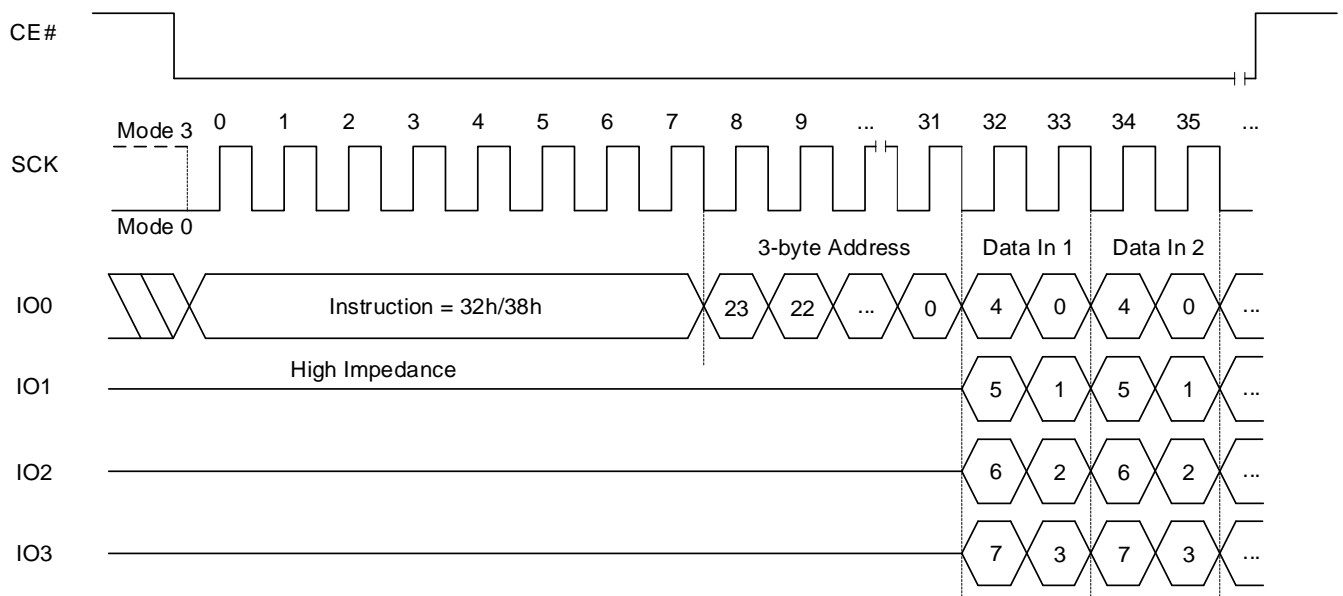 CE#
Mode 3 0 1 2 3 4 5 6 7 8 9 ... 31 32 33 34 35 ...
SCK
Mode 0
3-byte Address Data In 1 Data In 2
IO0 Instruction = 32h/38h 23 22 ... 0 4 0 4 0 ...
High Impedance
IO1 5 1 5 1 ...
IO2 6 2 6 2 ...
IO3 7 3 7 3 ...